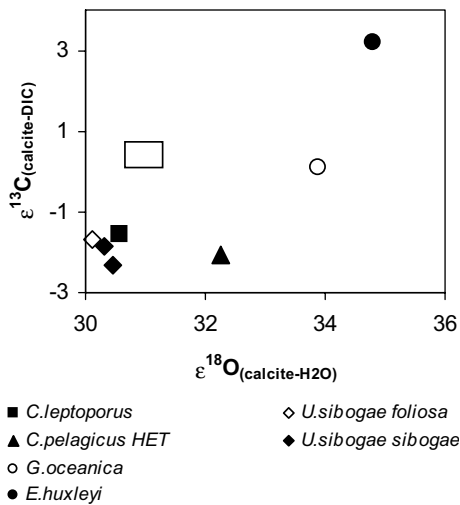 3
1
-1
-3
ε13C(calcite-DIC)
30 32 34 36
ε18O(calcite-H2O)
C.leptoporus
C.pelagicus HET
G.oceanica
E.huxleyi
U.sibogae foliosa
U.sibogae sibogae